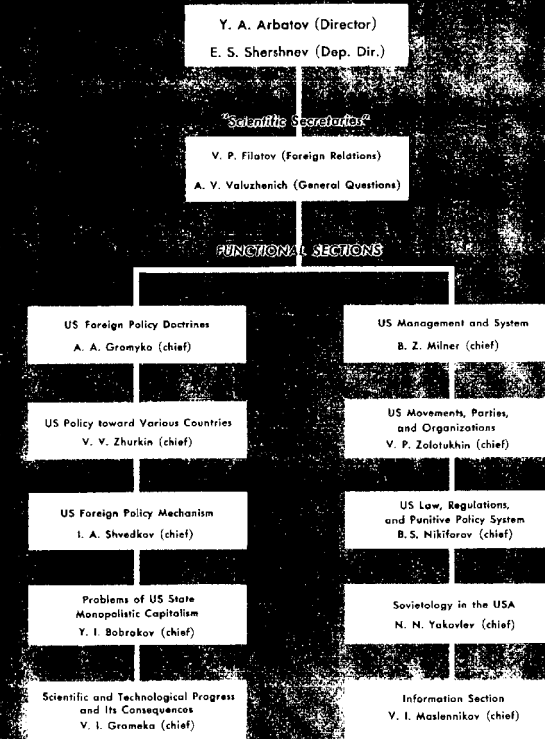 Y. A. Arbatov (Director)
E. S. Shershnev (Dep. Dir.)
"Scientific Secretaries"
V. P. Filatov (Foreign Relations)
A. V. Valuzhenich (General Questions)
FUNCTIONAL SECTIONS
US Foreign Policy Doctrines
A. A. Gromyko (chief)
US Policy toward Various Countries
V. V. Zhurkin (chief)
US Foreign Policy Mechanism
I. A. Shvedkov (chief)
Problems of US State
Monopolistic Capitalism
Y. I. Bobrakov (chief)
Scientific and Technological Progress
and Its Consequences
V. I. Gromeka (chief)
US Management and System
B. Z. Milner (chief)
US Movements, Parties,
and Organizations
V. P. Zolotukhin (chief)
US Law, Regulations,
and Punitive Policy System
B. S. Nikiforov (chief)
Sovietology in the USA
N. N. Yakovlev (chief)
Information Section
V. I. Maslennikov (chief)